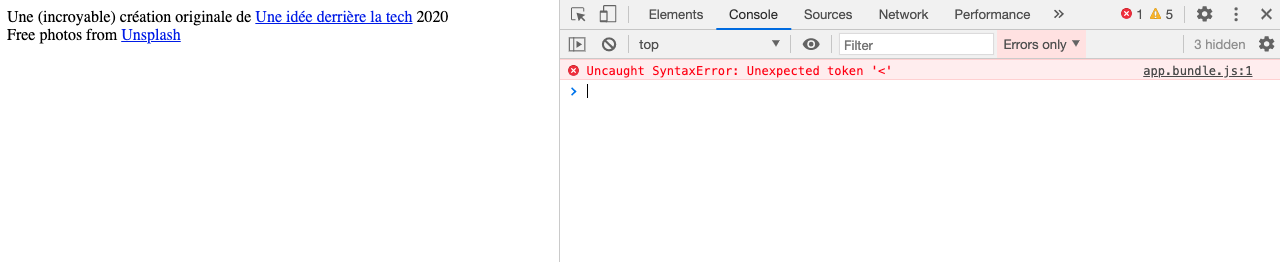 Une (incroyable) création originale de Une idée derrière la tech 2020
Free photos from Unsplash
Elements Console Sources Network Performance » 1 5
top Filter Errors only 3 hidden
Uncaught SyntaxError: Unexpected token '<' app.bundle.js:1